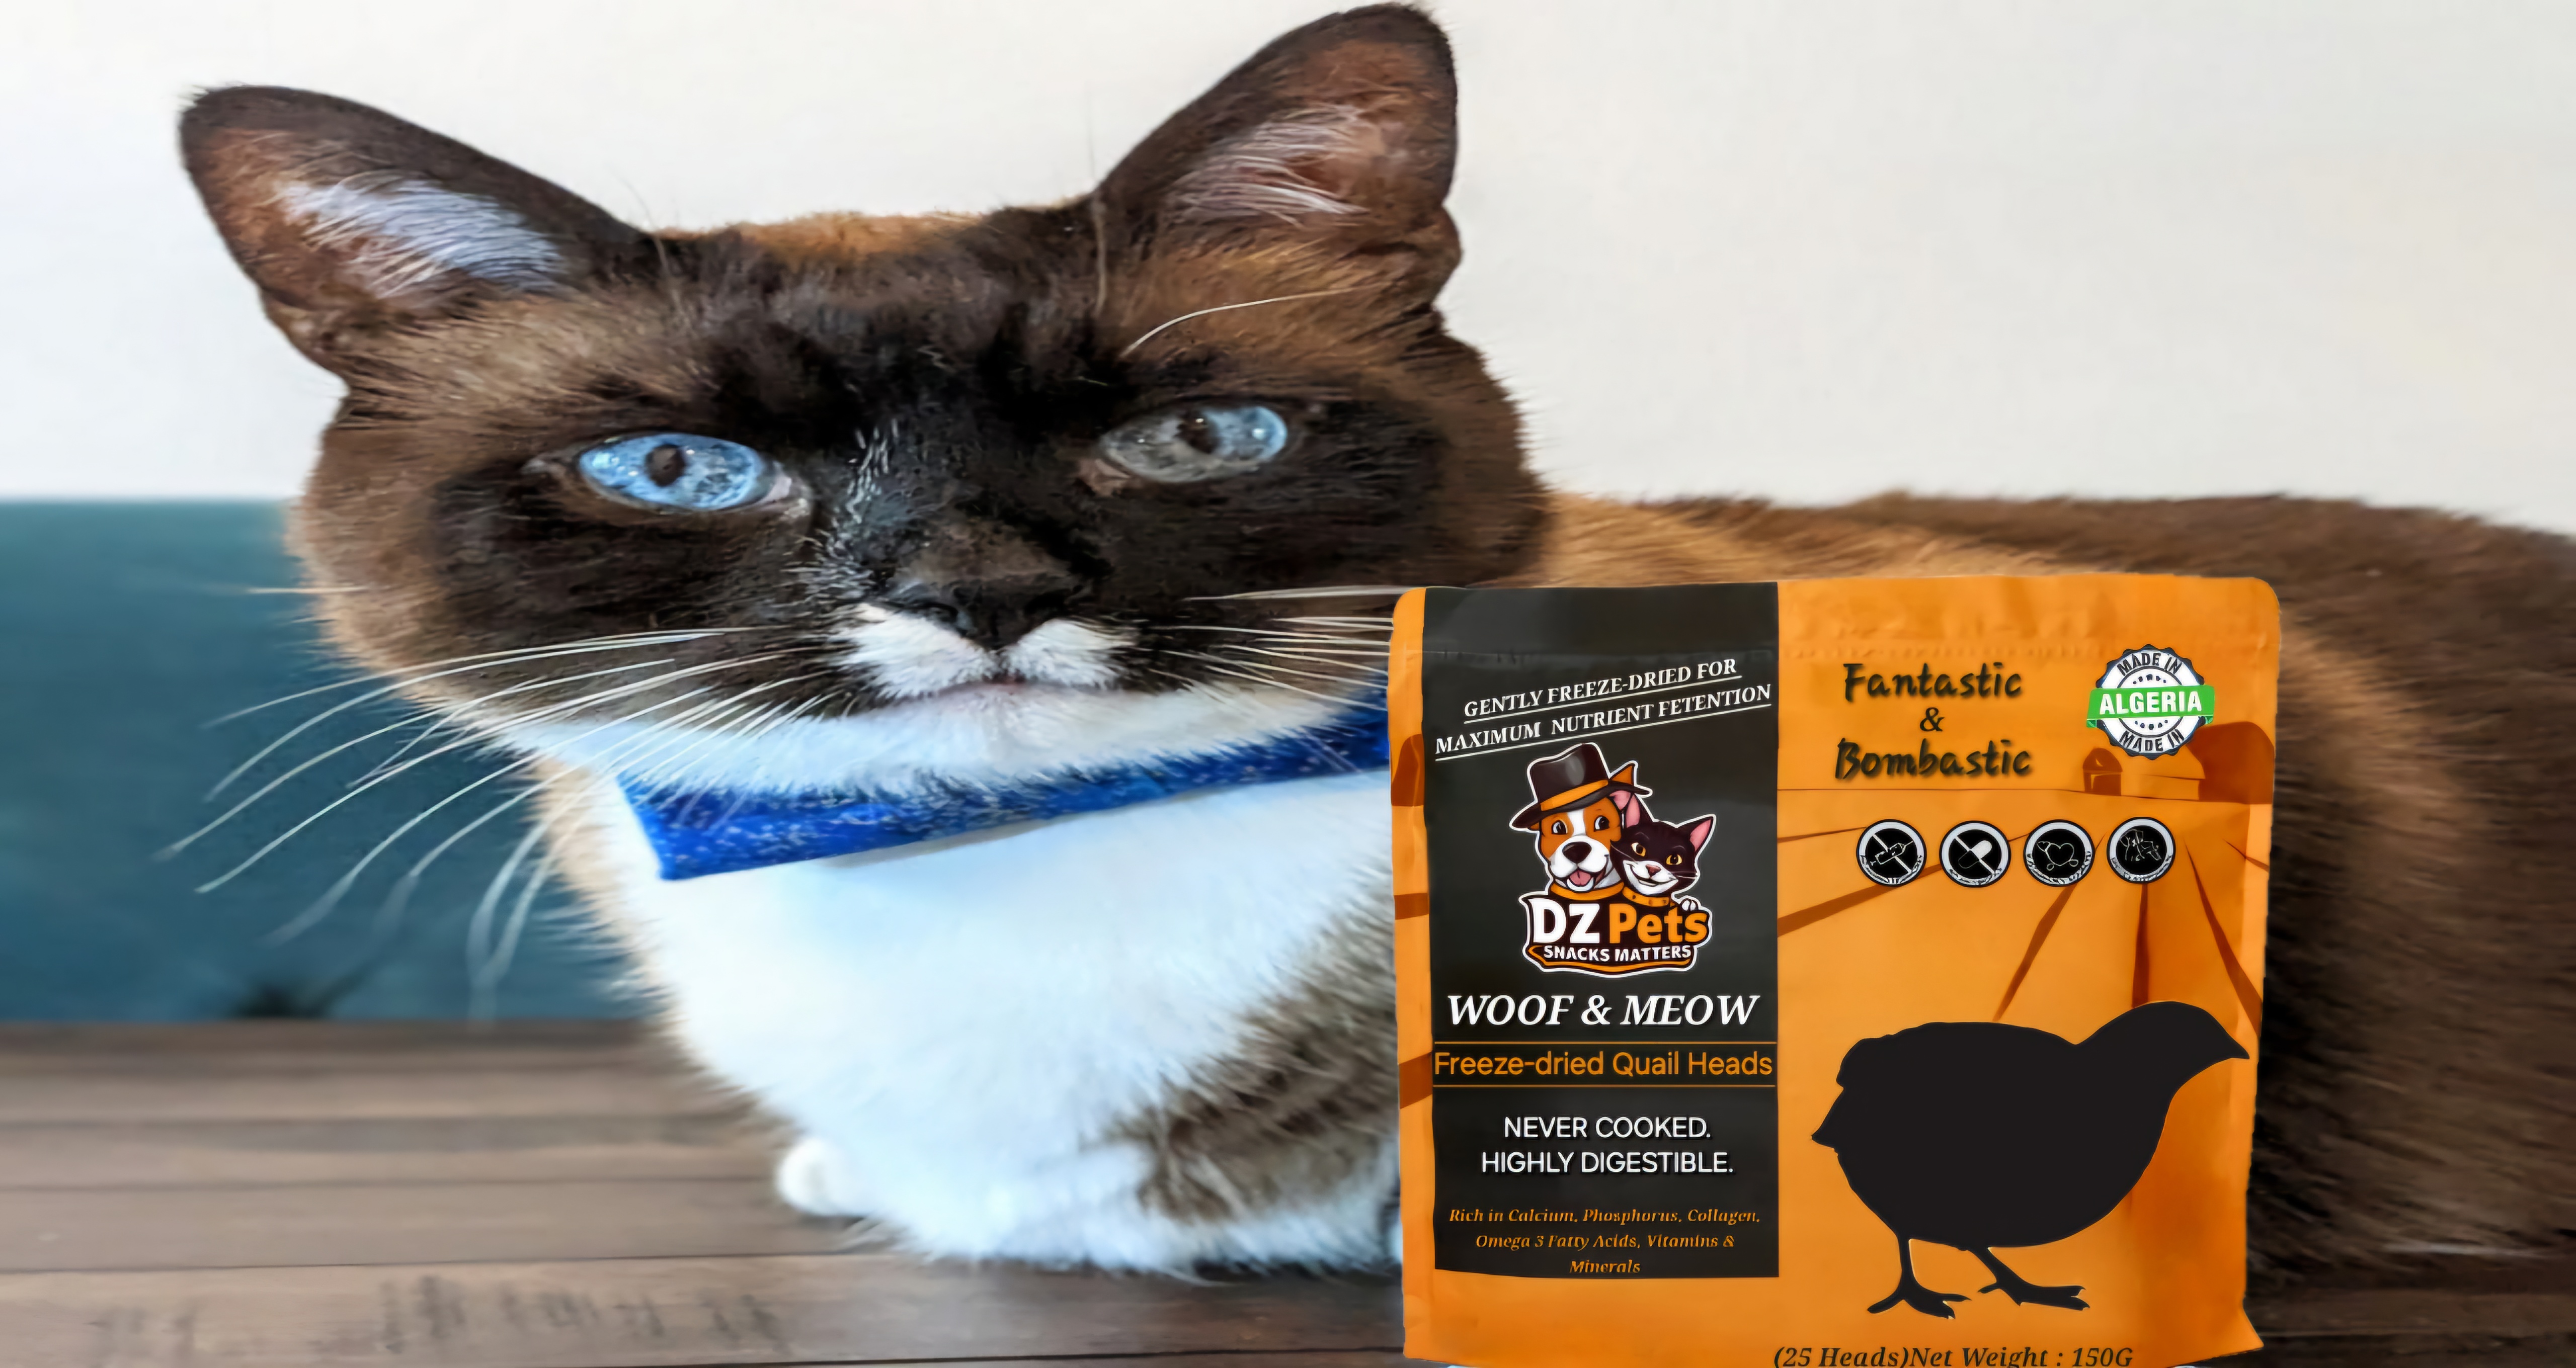 GENTLY FREEZE-DRIED FOR
MAXIMUM NUTRIENT FETENTION
DZ Pets
SNACKS MATTERS
WOOF & MEOW
Freeze-dried Quail Heads
NEVER COOKED.
HIGHLY DIGESTIBLE.
Rich in Calcium, Phosphorus, Collagen,
Omega 3 Fatty Acids, Vitamins &
Minerals
Fantastic
&
Bombastic
MADE IN
ALGERIA
MADE IN
(25 Heads)Net Weight : 150G